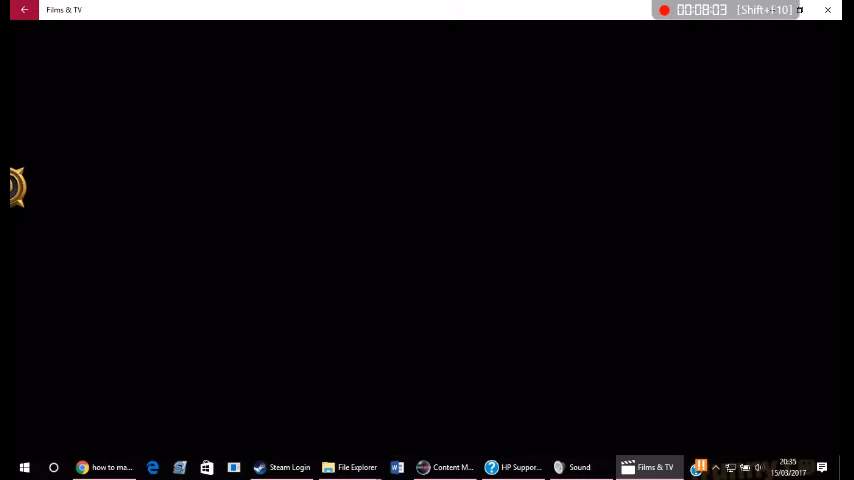 Films & TV
00:08:03 [Shift+F10]
how to ma...
Steam Login
File Explorer
Content M...
HP Suppor...
Sound
Films & TV
20:35
15/03/2017